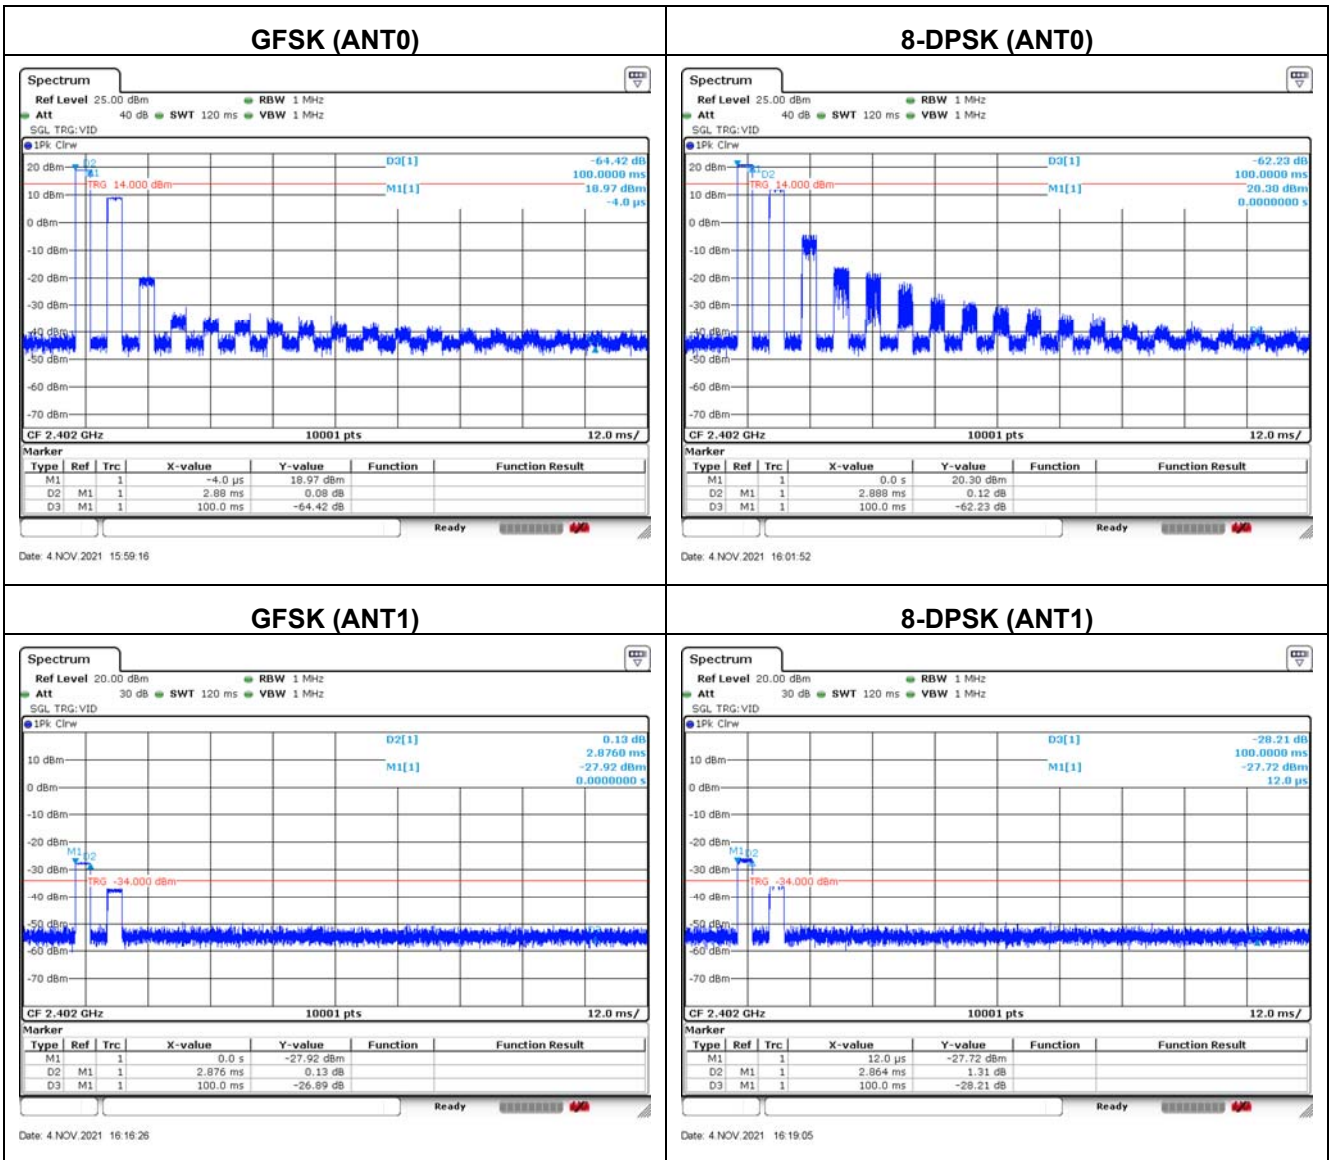 GFSK (ANT0)
Spectrum
Ref Level 25.00 dBm RBW 1 MHz
Att 40 dB SWT 120 ms VBW 1 MHz
SGL TRG:VID
1Pk Clrw
D3[1] -64.42 dB
100.0000 ms
M1[1] 18.97 dBm
-4.0 µs
D2
20 dBm
TRG 14.000 dBm
10 dBm
0 dBm
-10 dBm
-20 dBm
-30 dBm
-40 dBm
-50 dBm
-60 dBm
-70 dBm
CF 2.402 GHz 10001 pts 12.0 ms/
Marker
Type Ref Trc X-value Y-value Function Function Result
M1 1 -4.0 µs 18.97 dBm
D2 M1 1 2.88 ms 0.08 dB
D3 M1 1 100.0 ms -64.42 dB
Ready
Date: 4.NOV.2021 15:59:16
8-DPSK (ANT0)
Spectrum
Ref Level 25.00 dBm RBW 1 MHz
Att 40 dB SWT 120 ms VBW 1 MHz
SGL TRG:VID
1Pk Clrw
D3[1] -62.23 dB
100.0000 ms
M1[1] 20.30 dBm
0.0000000 s
20 dBm
D2
TRG 14.000 dBm
10 dBm
0 dBm
-10 dBm
-20 dBm
-30 dBm
-40 dBm
-50 dBm
-60 dBm
-70 dBm
CF 2.402 GHz 10001 pts 12.0 ms/
Marker
Type Ref Trc X-value Y-value Function Function Result
M1 1 0.0 s 20.30 dBm
D2 M1 1 2.888 ms 0.12 dB
D3 M1 1 100.0 ms -62.23 dB
Ready
Date: 4.NOV.2021 16:01:52
GFSK (ANT1)
Spectrum
Ref Level 20.00 dBm RBW 1 MHz
Att 30 dB SWT 120 ms VBW 1 MHz
SGL TRG:VID
1Pk Clrw
D2[1] 0.13 dB
2.8760 ms
M1[1] -27.92 dBm
0.0000000 s
10 dBm
0 dBm
-10 dBm
-20 dBm
M1 D2
-30 dBm
TRG -34.000 dBm
-40 dBm
-50 dBm
-60 dBm
-70 dBm
CF 2.402 GHz 10001 pts 12.0 ms/
Marker
Type Ref Trc X-value Y-value Function Function Result
M1 1 0.0 s -27.92 dBm
D2 M1 1 2.876 ms 0.13 dB
D3 M1 1 100.0 ms -26.89 dB
Ready
Date: 4.NOV.2021 16:16:26
8-DPSK (ANT1)
Spectrum
Ref Level 20.00 dBm RBW 1 MHz
Att 30 dB SWT 120 ms VBW 1 MHz
SGL TRG:VID
1Pk Clrw
D3[1] -28.21 dB
100.0000 ms
M1[1] -27.72 dBm
12.0 µs
10 dBm
0 dBm
-10 dBm
-20 dBm
M1 D2
-30 dBm
TRG -34.000 dBm
-40 dBm
-50 dBm
-60 dBm
-70 dBm
CF 2.402 GHz 10001 pts 12.0 ms/
Marker
Type Ref Trc X-value Y-value Function Function Result
M1 1 12.0 µs -27.72 dBm
D2 M1 1 2.864 ms 1.31 dB
D3 M1 1 100.0 ms -28.21 dB
Ready
Date: 4.NOV.2021 16:19:05